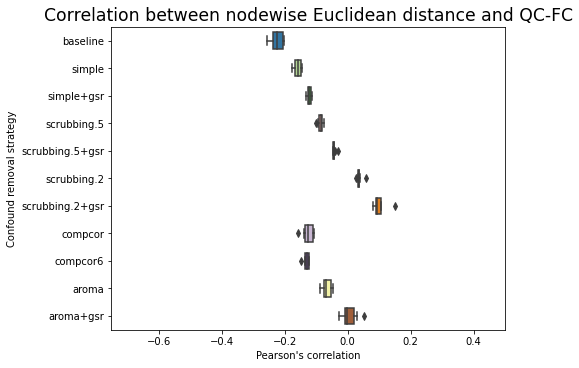 Correlation between nodewise Euclidean distance and QC-FC
baseline
simple
simple+gsr
scrubbing.5
scrubbing.5+gsr
scrubbing.2
scrubbing.2+gsr
compcor
compcor6
aroma
aroma+gsr
Confound removal strategy
−0.6 −0.4 −0.2 0.0 0.2 0.4
Pearson's correlation